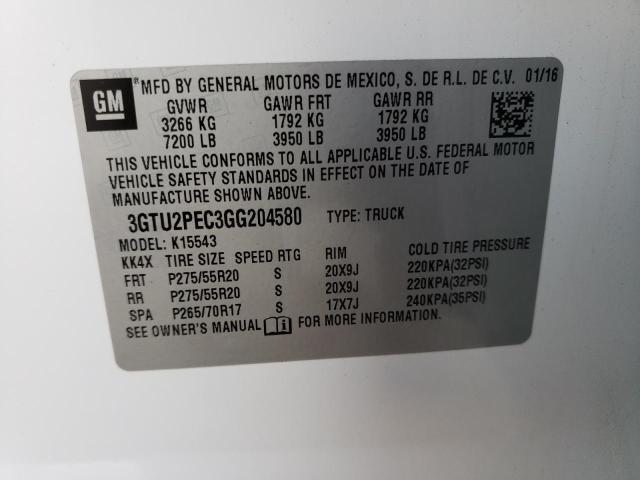 GM
®MFD BY GENERAL MOTORS DE MEXICO, S. DE R.L. DE C.V. 01/16
GVWR GAWR FRT GAWR RR
3266 KG 1792 KG 1792 KG
7200 LB 3950 LB 3950 LB
THIS VEHICLE CONFORMS TO ALL APPLICABLE U.S. FEDERAL MOTOR
VEHICLE SAFETY STANDARDS IN EFFECT ON THE DATE OF
MANUFACTURE SHOWN ABOVE.
3GTU2PEC3GG204580 TYPE: TRUCK
MODEL: K15543
KK4X TIRE SIZE SPEED RTG RIM COLD TIRE PRESSURE
FRT P275/55R20 S 20X9J 220KPA(32PSI)
RR P275/55R20 S 20X9J 220KPA(32PSI)
SPA P265/70R17 S 17X7J 240KPA(35PSI)
SEE OWNER'S MANUAL i FOR MORE INFORMATION.